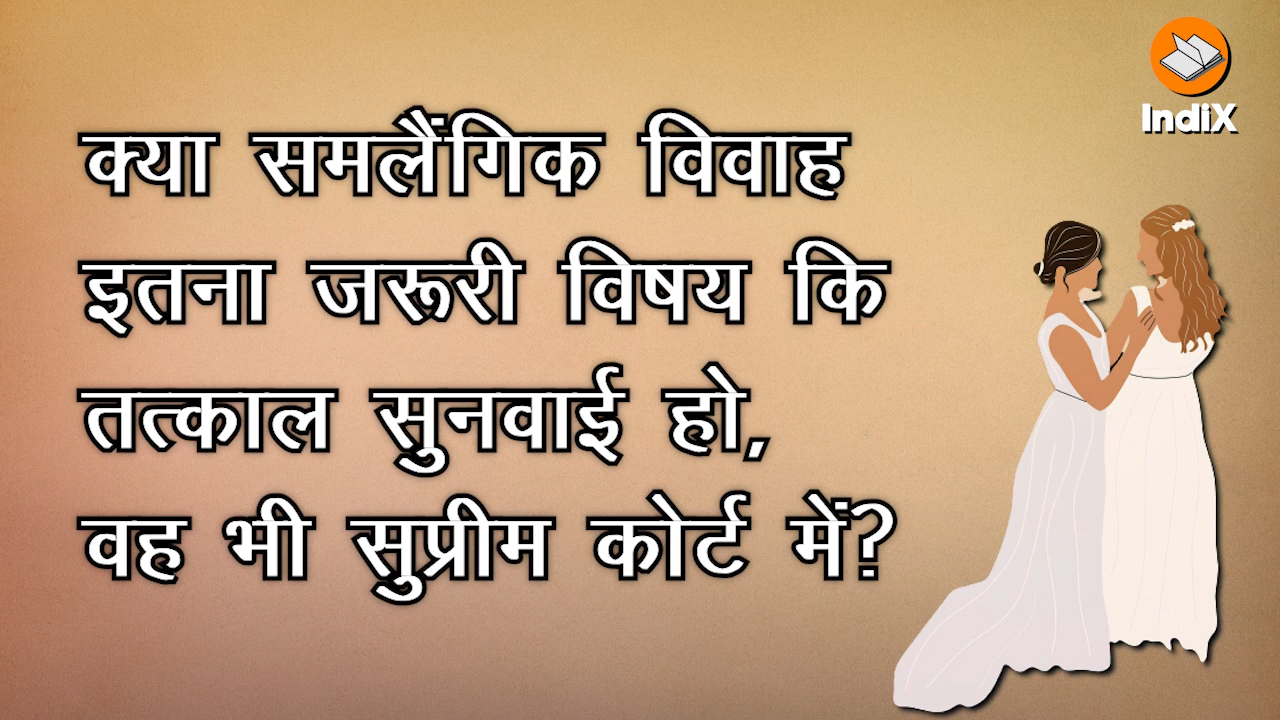 IndiX
क्या समलैंगिक विवाह
इतना जरूरी विषय कि
तत्काल सुनवाई हो,
वह भी सुप्रीम कोर्ट में?